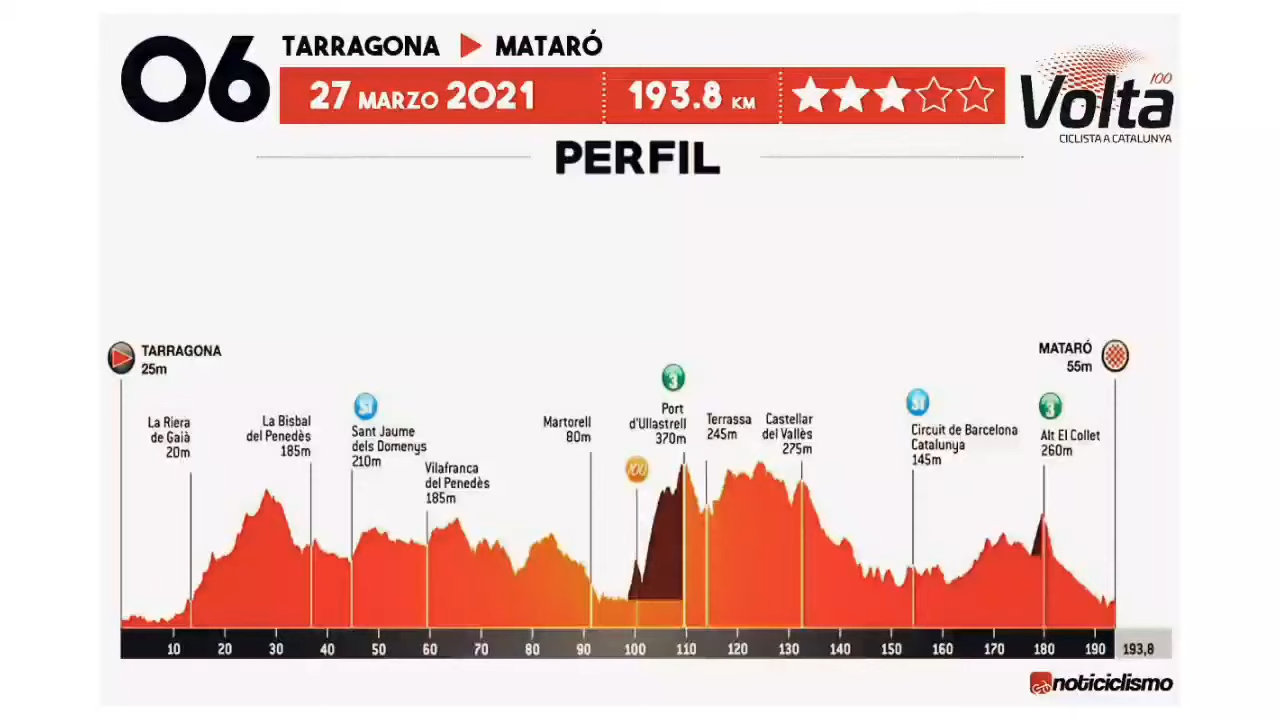 06
TARRAGONA MATARÓ
27 MARZO 2021 193.8 KM
100
Volta
CICLISTA A CATALUNYA
PERFIL
TARRAGONA
25m
La Riera
de Gaià
20m
La Bisbal
del Penedès
185m
S1
Sant Jaume
dels Domenys
210m
Vilafranca
del Penedès
185m
Martorell
80m
100
3
Port
d'Ullastrell
370m
Terrassa
245m
Castellar
del Vallès
275m
S1
Circuit de Barcelona
Catalunya
145m
3
Alt El Collet
260m
MATARÓ
55m
10 20 30 40 50 60 70 80 90 100 110 120 130 140 150 160 170 180 190 193,8
noticiclismo